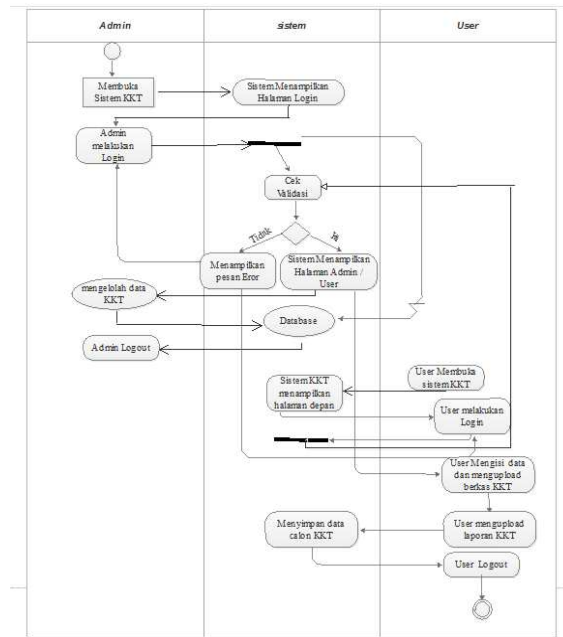 Admin
sistem
User
Membuka
Sistem KKT
Sistem Menampilkan
Halaman Login
Admin
melakukan
Login
Cek
Validasi
Tidak
Ya
Menampilkan
pesan Eror
Sistem Menampilkan
Halaman Admin /
User
mengelolah data
KKT
Database
Admin Logout
User Membuka
sistem KKT
Sistem KKT
menampilkan
halaman depan
User melakukan
Login
User Mengisi data
dan mengupload
berkas KKT
Menyimpan data
calon KKT
User mengupload
laporan KKT
User Logout